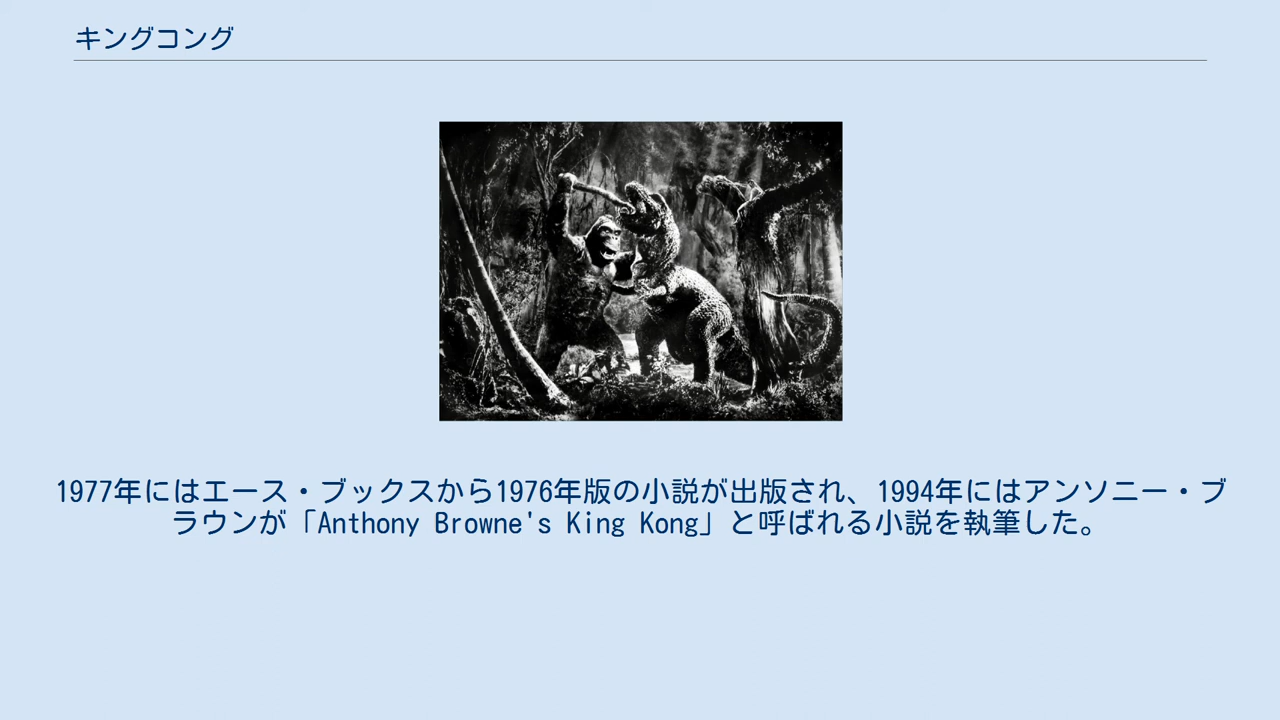 キングコング
1977年にはエース・ブックスから1976年版の小説が出版され、1994年にはアンソニー・ブ
ラウンが「Anthony Browne's King Kong」と呼ばれる小説を執筆した。